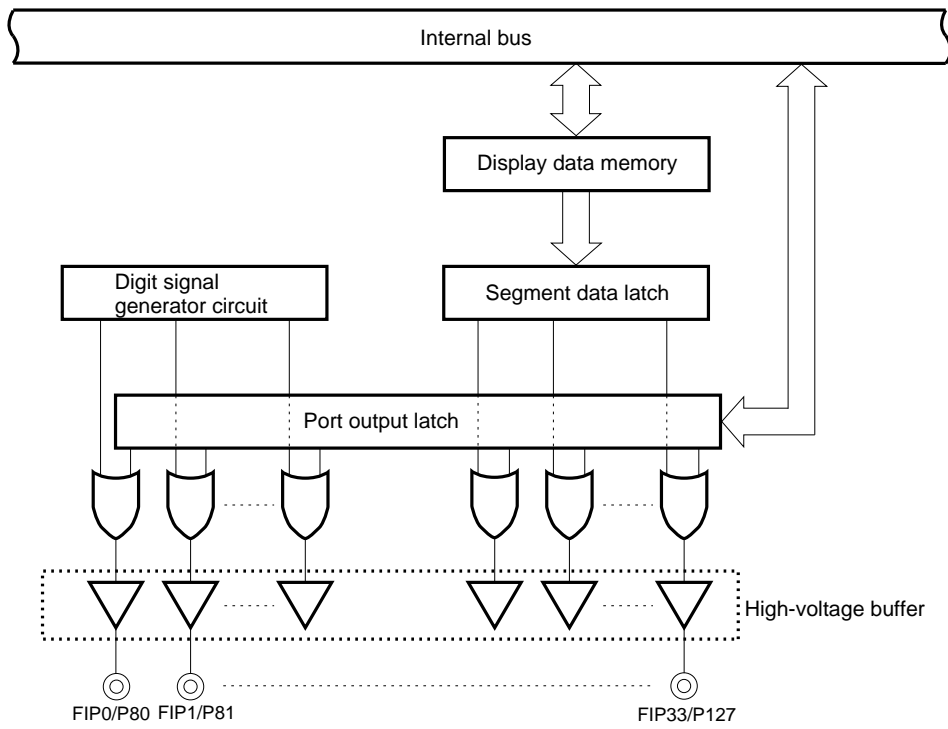 Internal bus
Display data memory
Digit signal
generator circuit
Segment data latch
Port output latch
High-voltage buffer
FIP0/P80
FIP1/P81
FIP33/P127